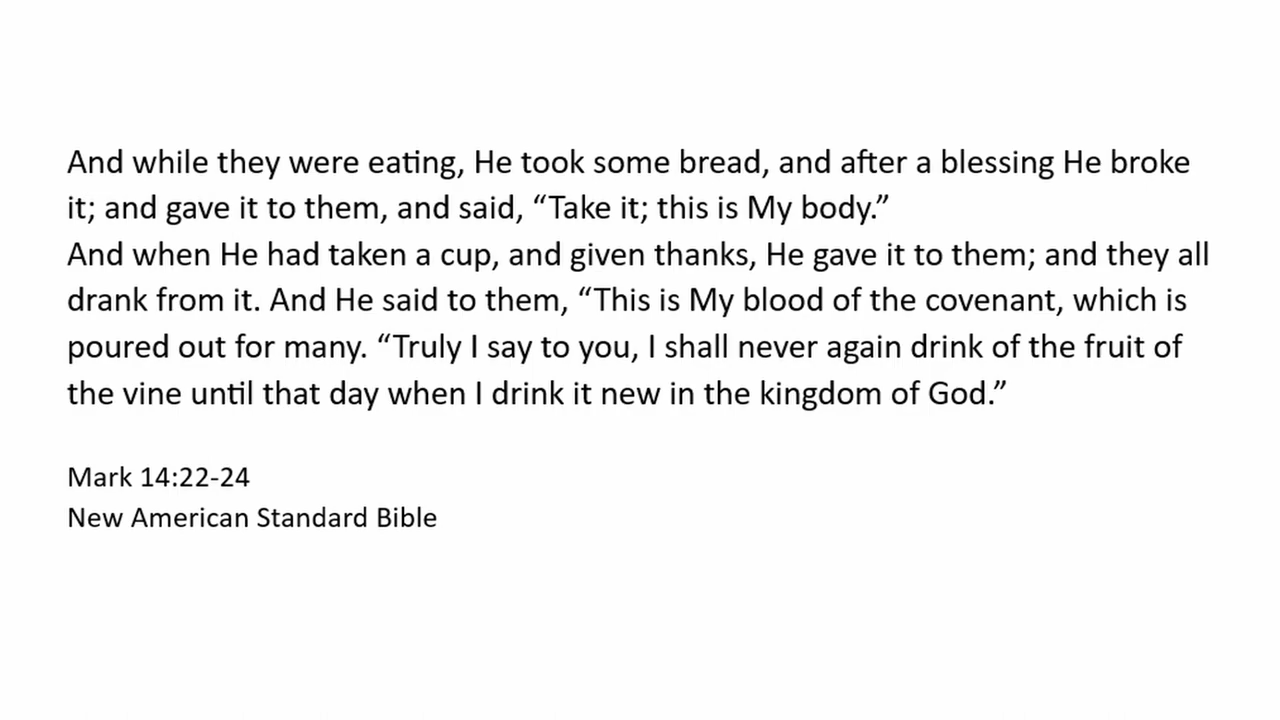 And while they were eating, He took some bread, and after a blessing He broke
it; and gave it to them, and said, “Take it; this is My body.”
And when He had taken a cup, and given thanks, He gave it to them; and they all
drank from it. And He said to them, “This is My blood of the covenant, which is
poured out for many. “Truly I say to you, I shall never again drink of the fruit of
the vine until that day when I drink it new in the kingdom of God.”
Mark 14:22-24
New American Standard Bible